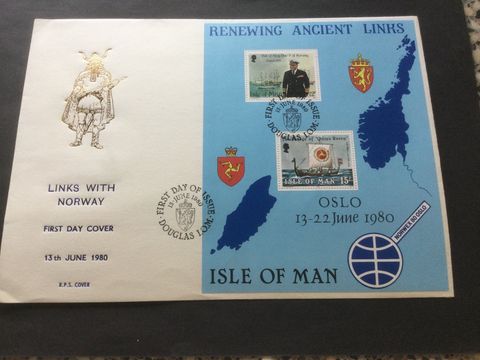 RENEWING ANCIENT LINKS
FIRST DAY OF ISSUE
13 JUNE 1980
DOUGLAS I.O.M.
ISLE OF MAN 15p
LINKS WITH
NORWAY
FIRST DAY COVER
13th JUNE 1980
R.P.S. COVER
FIRST DAY OF ISSUE
13 JUNE 1980
DOUGLAS I.O.M.
OSLO
13-22 June 1980
NORWEX 80 OSLO
ISLE OF MAN